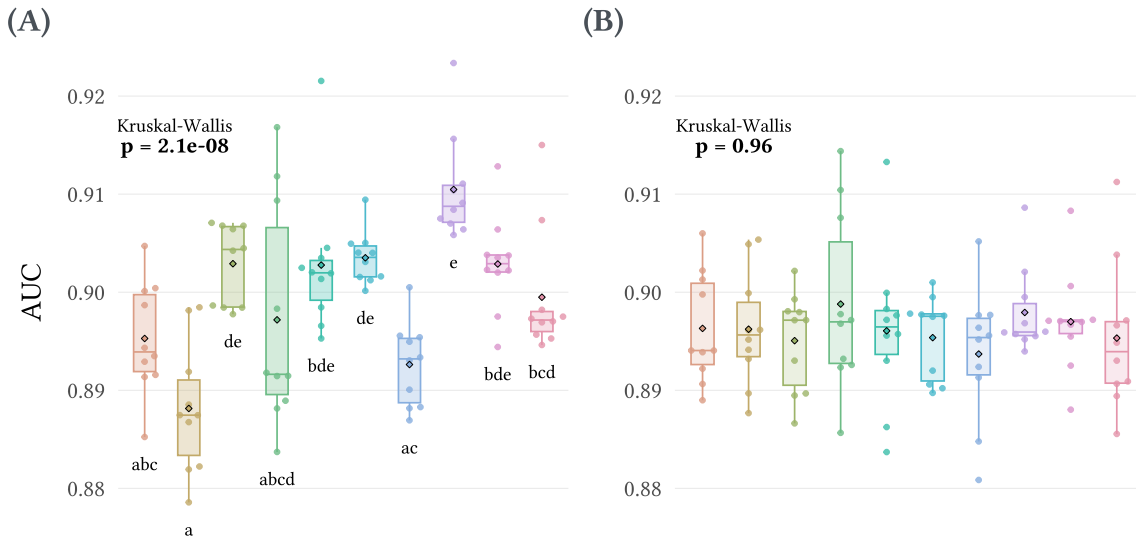 (A)
(B)
AUC
0.92
0.91
0.90
0.89
0.88
Kruskal-Wallis
p = 2.1e-08
abc
a
de
abcd
bde
de
ac
e
bde
bcd
0.92
0.91
0.90
0.89
0.88
Kruskal-Wallis
p = 0.96